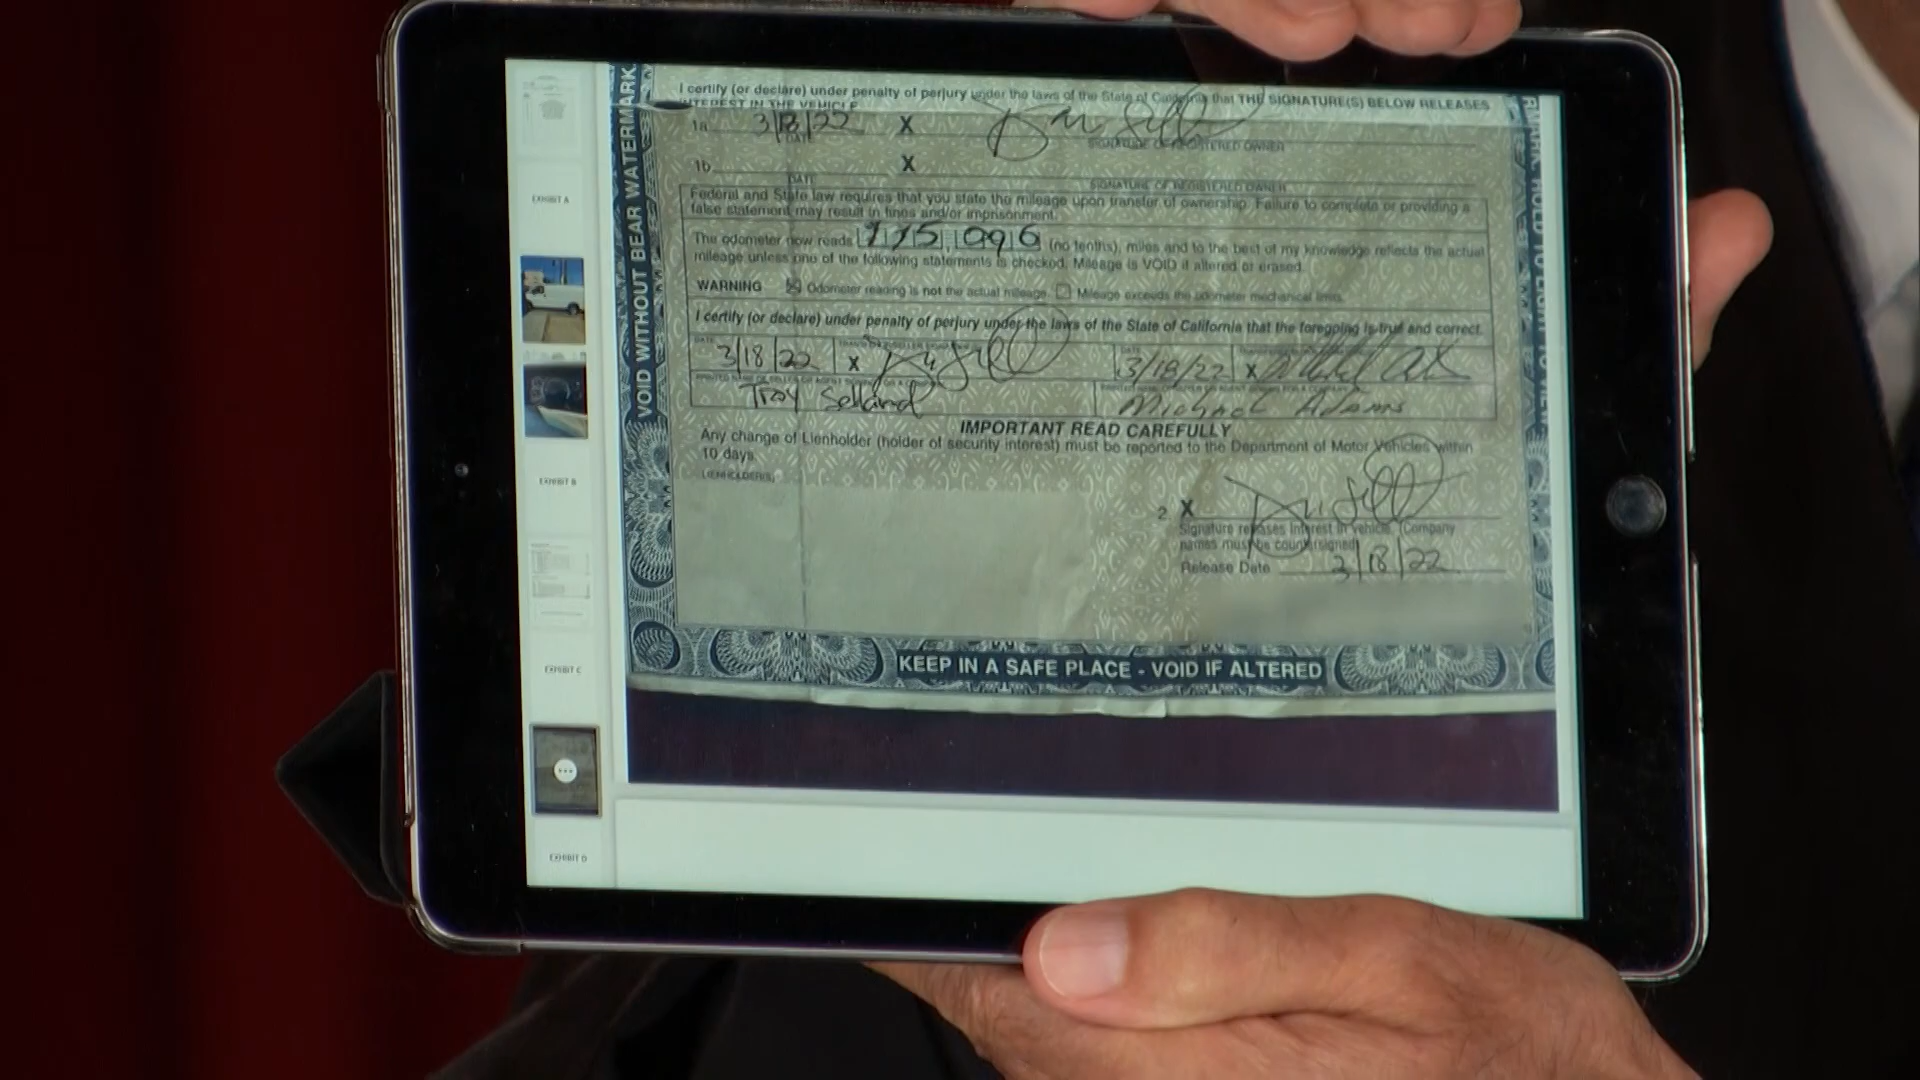 I certify (or declare) under penalty of perjury under the laws of the State of California that THE SIGNATURE(S) BELOW RELEASES
INTEREST IN THE VEHICLE
1a 3/18/22 X
DATE SIGNATURE OF REGISTERED OWNER
1b X
DATE SIGNATURE OF REGISTERED OWNER
Federal and State law requires that you state the mileage upon transfer of ownership. Failure to complete or providing a
false statement may result in fines and/or imprisonment.
The odometer now reads 115,096 (no tenths), miles and to the best of my knowledge reflects the actual
mileage unless one of the following statements is checked. Mileage is VOID if altered or erased.
WARNING Odometer reading is not the actual mileage. Mileage exceeds the odometer mechanical limits.
I certify (or declare) under penalty of perjury under the laws of the State of California that the foregoing is true and correct.
3/18/22 X 3/18/22 X
Troy Selland Michael Adams
IMPORTANT READ CAREFULLY
Any change of Lienholder (holder of security interest) must be reported to the Department of Motor Vehicles within
10 days.
LIENHOLDER(S)
2 X
Signature releases interest in vehicle. (Company
names must be countersigned)
Release Date 3/18/22
KEEP IN A SAFE PLACE - VOID IF ALTERED
VOID WITHOUT BEAR WATERMARK
EXHIBIT A
EXHIBIT B
EXHIBIT C
EXHIBIT D